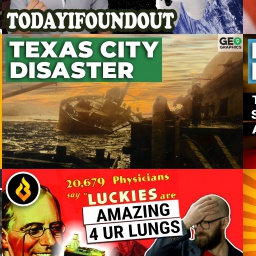 TODAYIFOUNDOUT
TEXAS CITY
DISASTER
GEO
GRAPHICS
20,679 Physicians
say "LUCKIES are
AMAZING
4 UR LUNGS